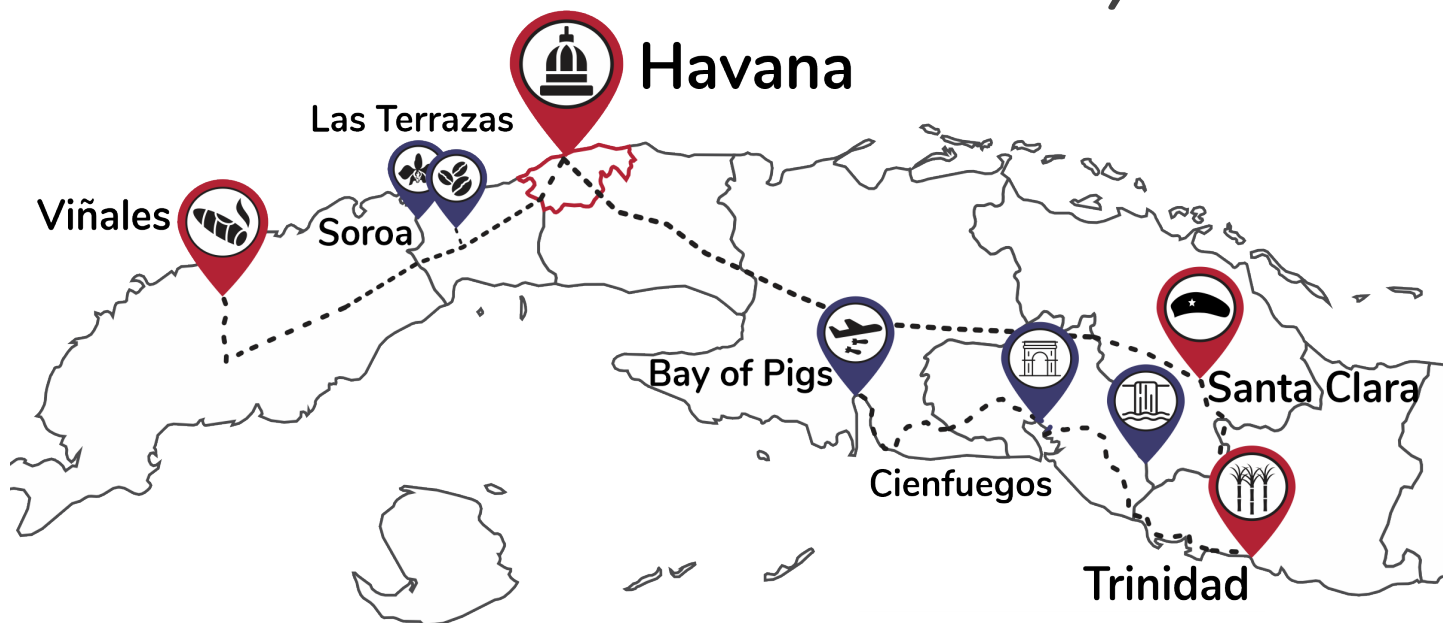 Havana
Las Terrazas
Viñales
Soroa
Bay of Pigs
Santa Clara
Cienfuegos
Trinidad